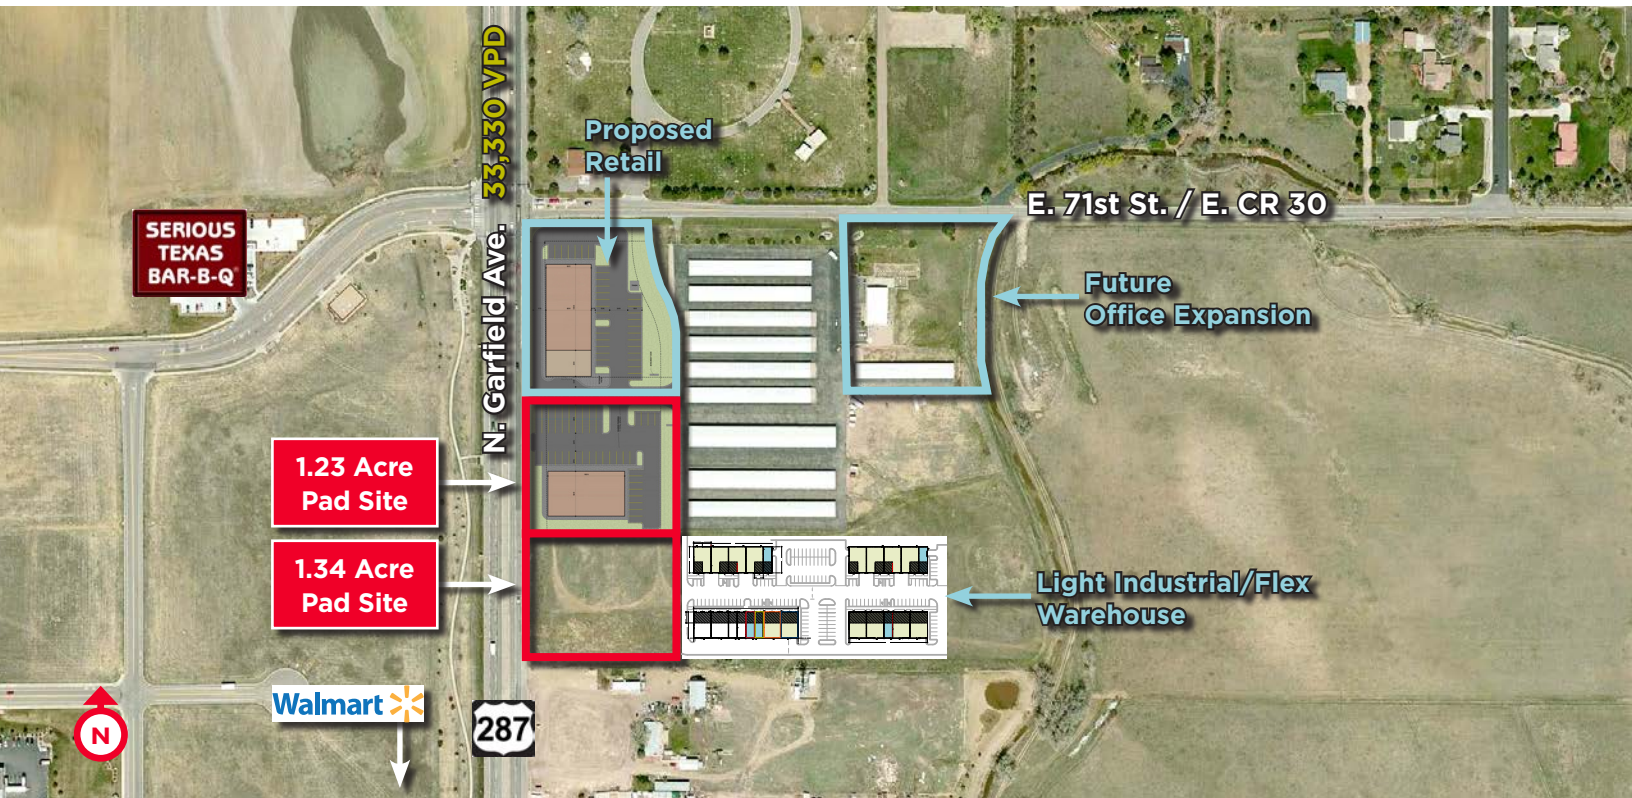 33,330 VPD
Proposed
Retail
E. 71st St. / E. CR 30
SERIOUS
TEXAS
BAR-B-Q
N. Garfield Ave.
Future
Office Expansion
1.23 Acre
Pad Site
1.34 Acre
Pad Site
Light Industrial/Flex
Warehouse
Walmart
287
N